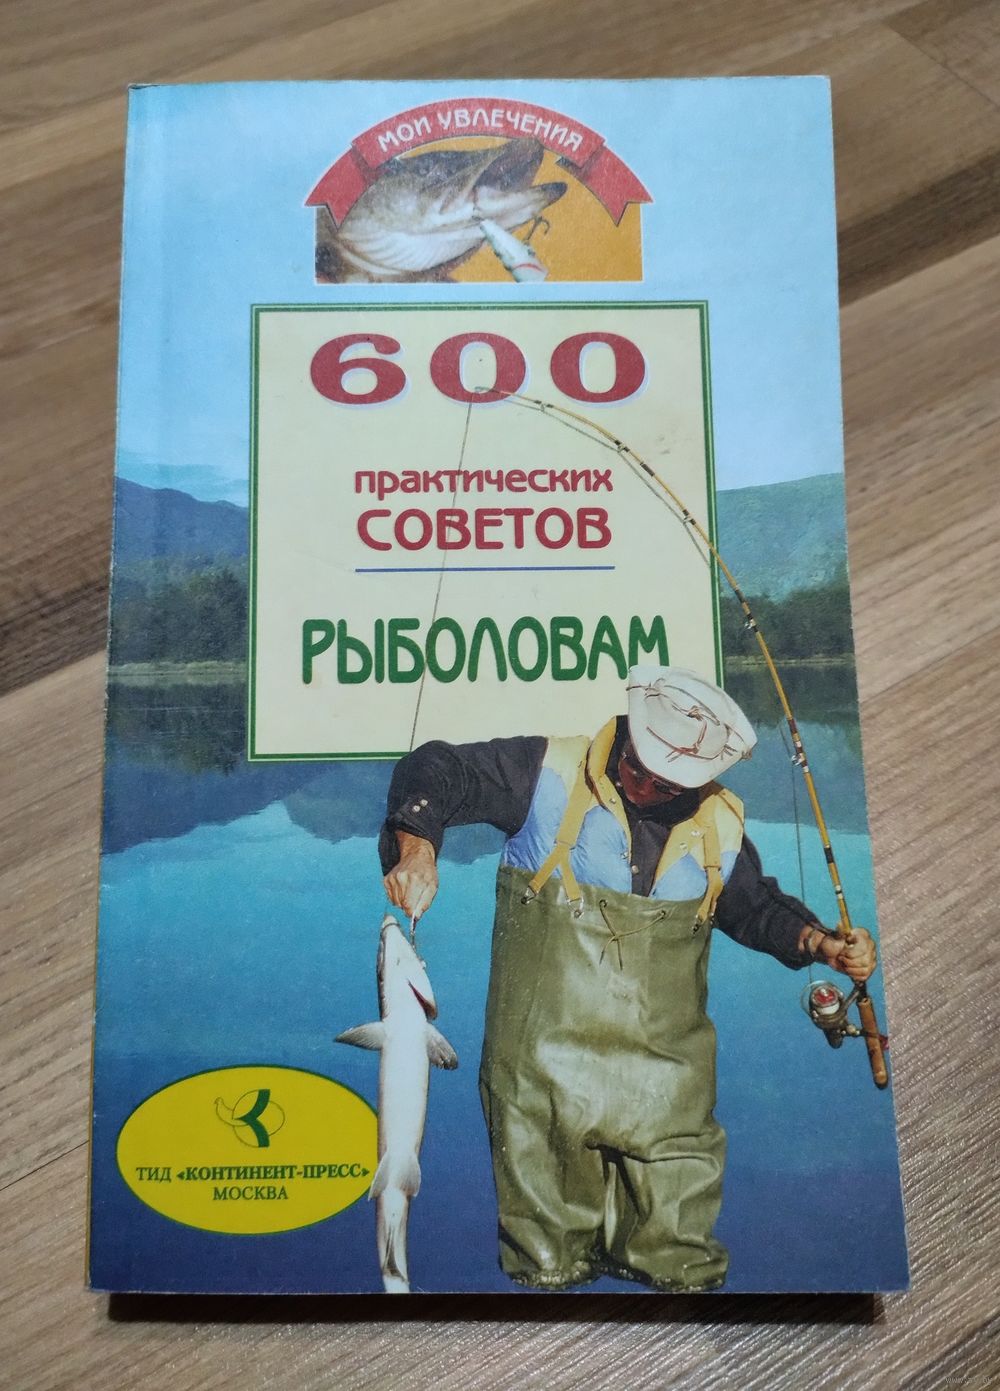 МОИ УВЛЕЧЕНИЯ
600
практических
СОВЕТОВ
РЫБОЛОВАМ
ТИД «КОНТИНЕНТ-ПРЕСС»
МОСКВА